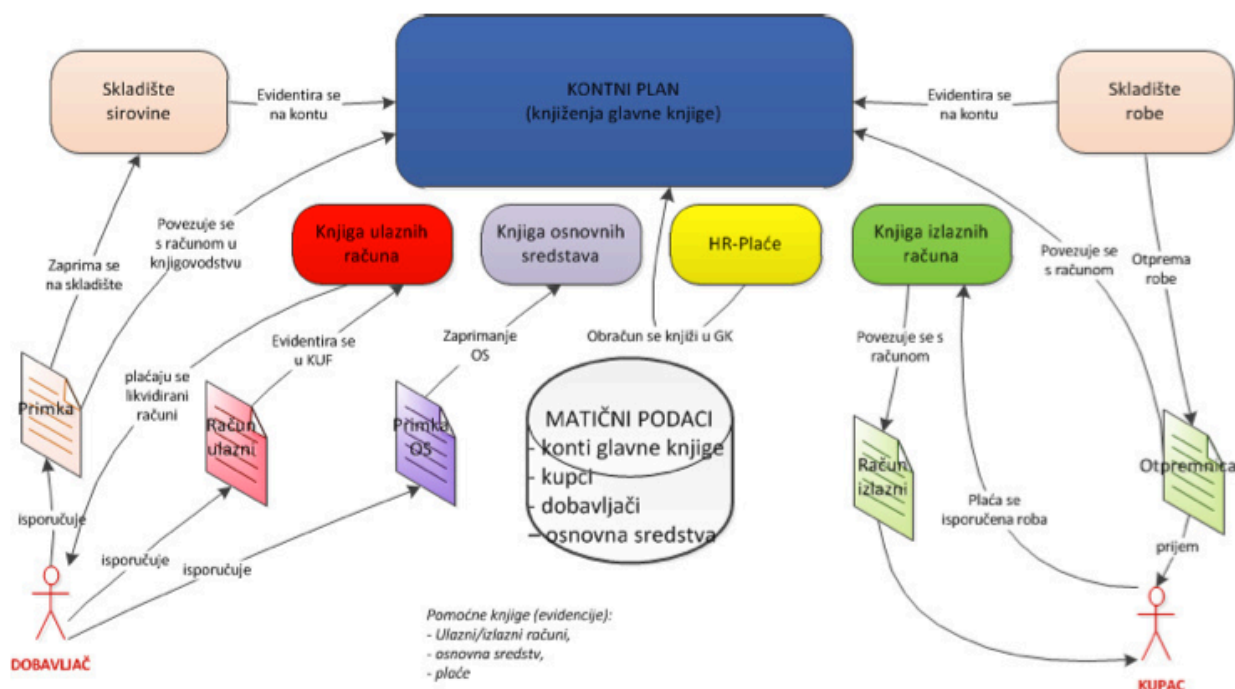 KONTNI PLAN
(knjiženja glavne knjige)
Skladište
sirovine
Evidentira se
na kontu
Evidentira se
na kontu
Skladište
robe
Povezuje se
s računom u
knjigovodstvu
Knjiga ulaznih
računa
Knjiga osnovnih
sredstava
HR-Plaće
Knjiga izlaznih
računa
Povezuje se
s računom
Otprema
robe
Zaprima se
na skladište
Evidentira se
u KUF
Zaprimanje
OS
Obračun se knjiži u GK
Povezuje se s
računom
plaćaju se
likvidirani
računi
Primka
Račun
ulazni
Primka
OS
MATIČNI PODACI
- konti glavne knjige
- kupci
- dobavljači
– osnovna sredstva
Račun
izlazni
Plaća se
isporučena roba
Otpremnica
isporučuje
isporučuje
isporučuje
prijem
Pomoćne knjige (evidencije):
- Ulazni/izlazni računi,
- osnovna sredstv,
- plaće
DOBAVLJAČ
KUPAC